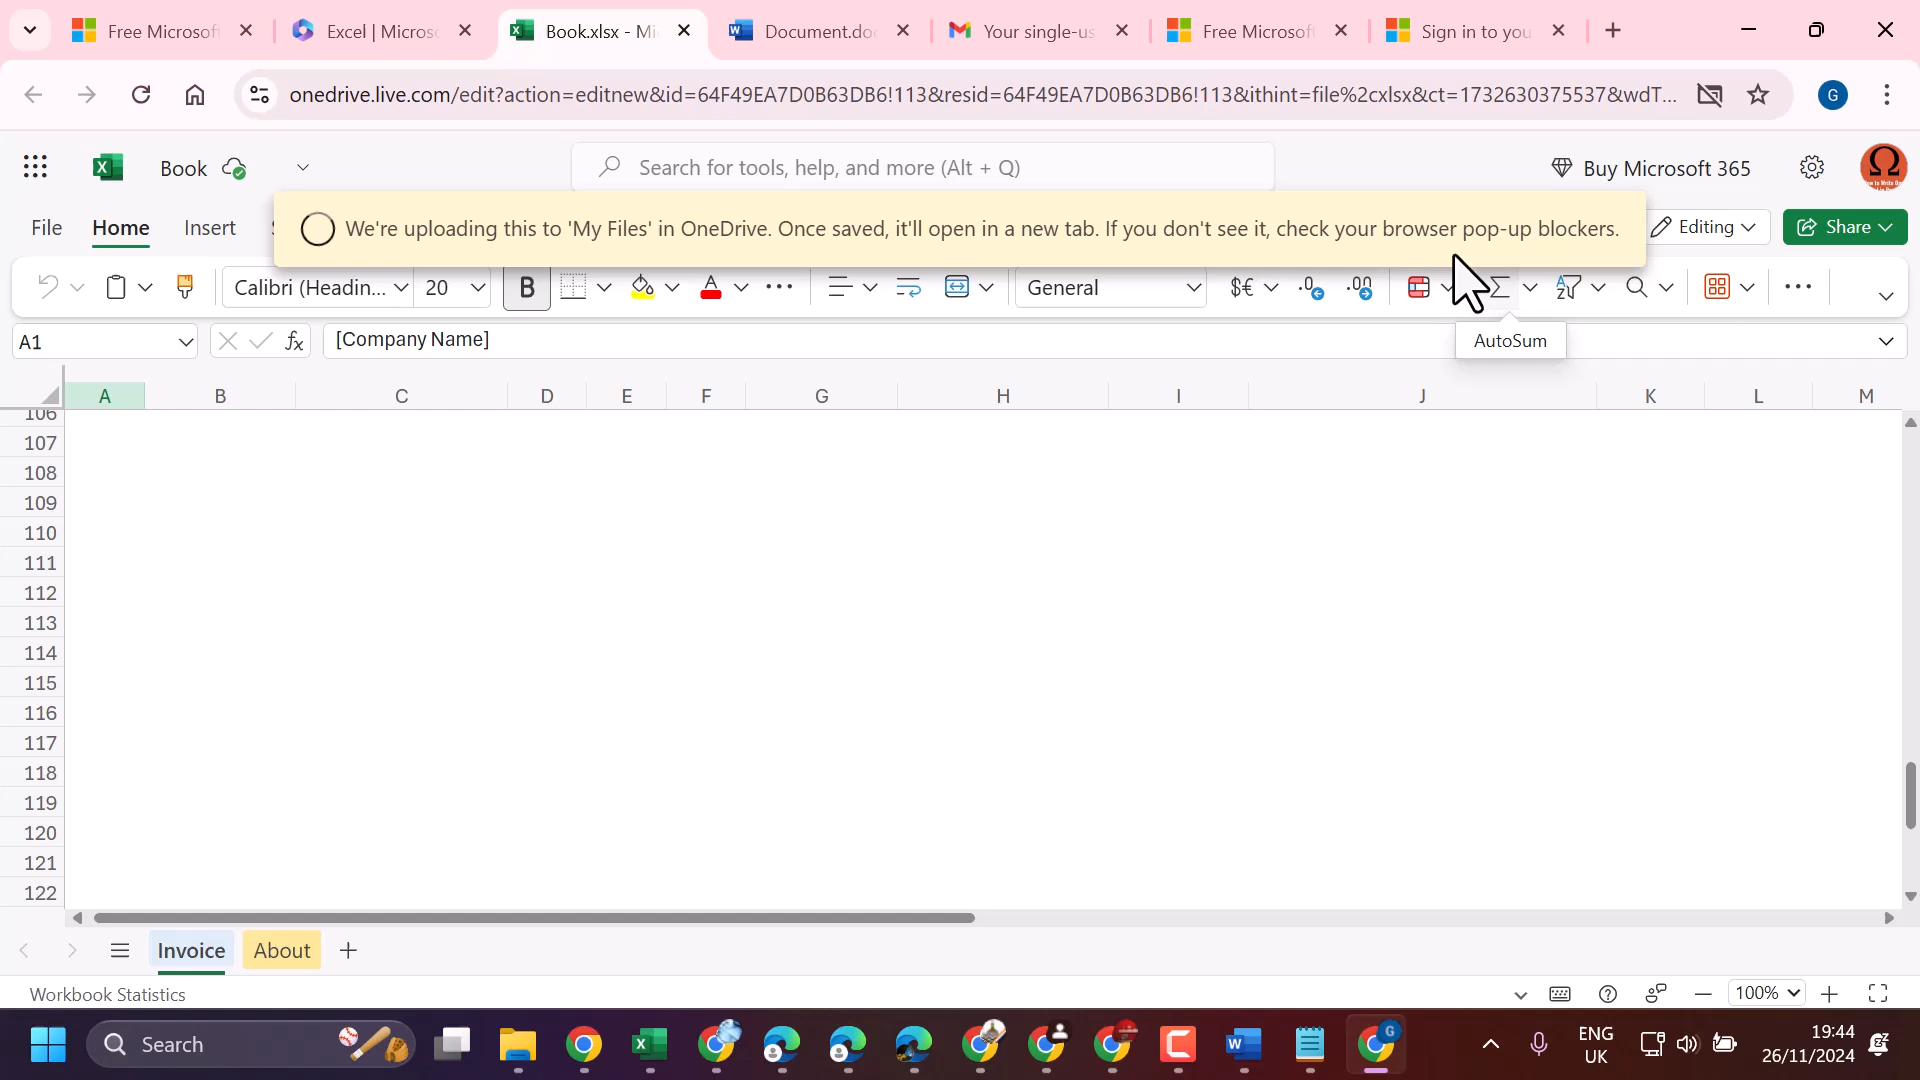 Free Microsof
Excel | Micros
Book.xlsx - Mi
Document.do
Your single-us
Free Microsof
Sign in to you
onedrive.live.com/edit?action=editnew&id=64F49EA7D0B63DB6!113&resid=64F49EA7D0B63DB6!113&ithint=file%2cxlsx&ct=1732630375537&wdT...
G
Book
Search for tools, help, and more (Alt + Q)
Buy Microsoft 365
File
Home
Insert
We're uploading this to 'My Files' in OneDrive. Once saved, it'll open in a new tab. If you don't see it, check your browser pop-up blockers.
Editing
Share
Calibri (Headin...
20
B
General
A1
[Company Name]
AutoSum
A B C D E F G H I J K L M
106
107
108
109
110
111
112
113
114
115
116
117
118
119
120
121
122
Invoice
About
Workbook Statistics
100%
Search
ENG
UK
19:44
26/11/2024